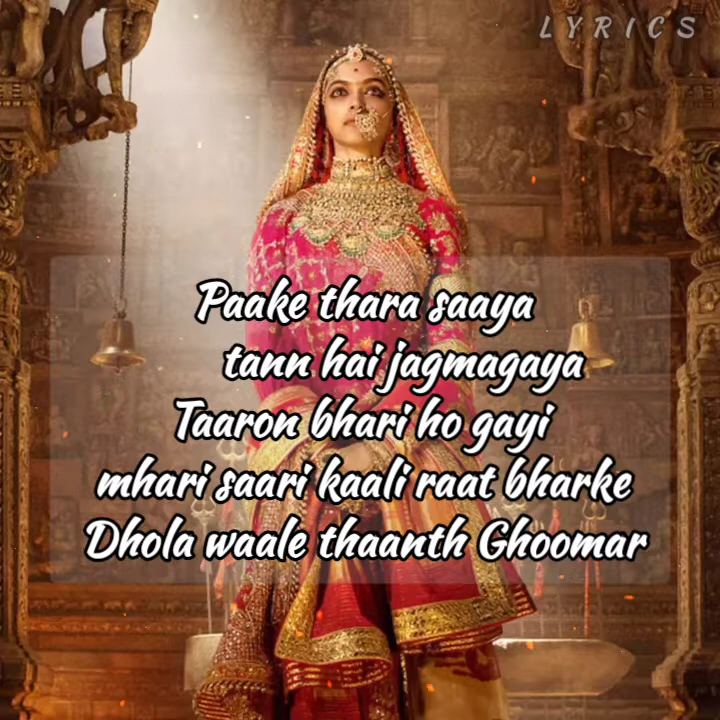 LYRICS
Paake thara saaya
tann hai jagmagaya
Taaron bhari ho gayi
mhari saari kaali raat bharke
Dhola waale thaanth Ghoomar